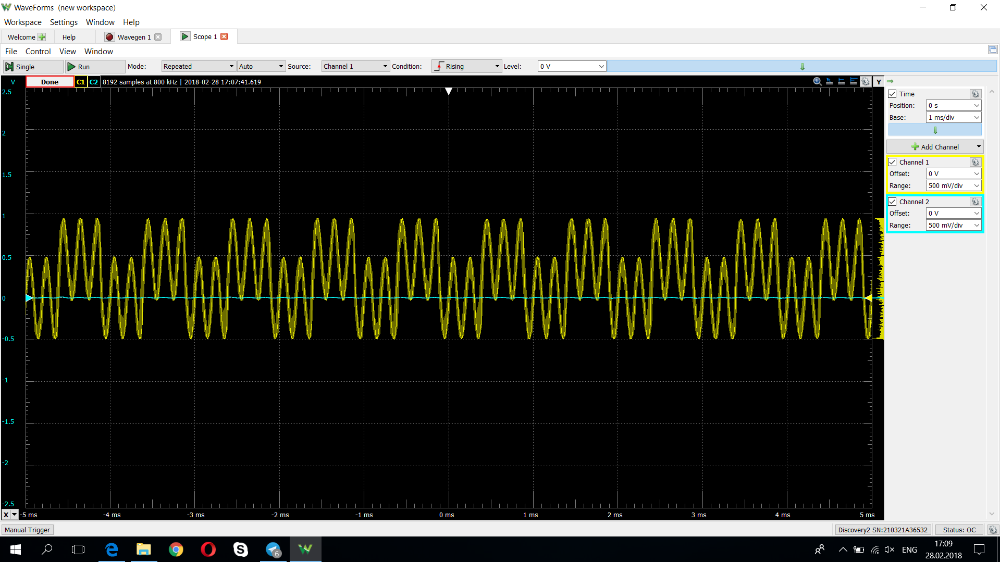 WaveForms (new workspace)
Workspace Settings Window Help
Welcome Help Wavegen 1 Scope 1
File Control View Window
Single Run Mode: Repeated Auto Source: Channel 1 Condition: Rising Level: 0 V
V Done C1 C2 8192 samples at 800 kHz | 2018-02-28 17:07:41.619 Y
2.5
2
1.5
1
0.5
0
-0.5
-1
-1.5
-2
-2.5
X -5 ms -4 ms -3 ms -2 ms -1 ms 0 ms 1 ms 2 ms 3 ms 4 ms 5 ms
Time
Position: 0 s
Base: 1 ms/div
Add Channel
Channel 1
Offset: 0 V
Range: 500 mV/div
Channel 2
Offset: 0 V
Range: 500 mV/div
Manual Trigger Discovery2 SN:210321A36532 Status: OC
6 ENG 17:09
28.02.2018